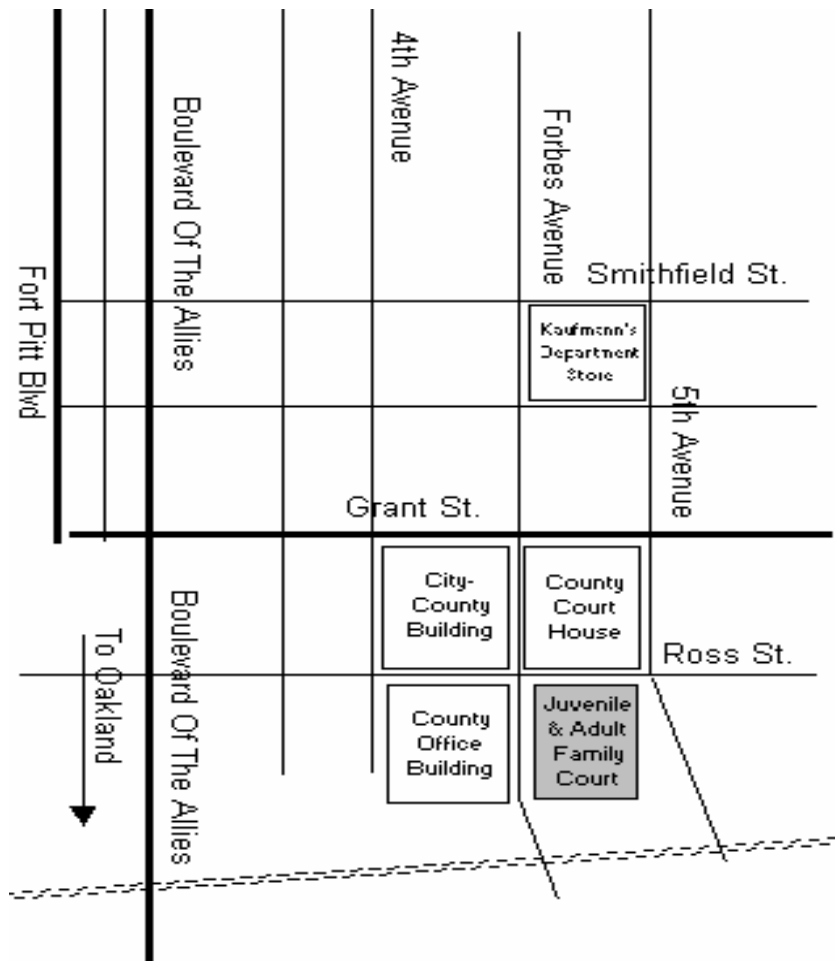 4th Avenue
Boulevard Of The Allies
Forbes Avenue
Smithfield St.
Fort Pitt Blvd
Kaufmann's
Department
Store
5th Avenue
Grant St.
City-
County
Building
County
Court
House
Boulevard Of The Allies
To Oakland
Ross St.
County
Office
Building
Juvenile
& Adult
Family
Court